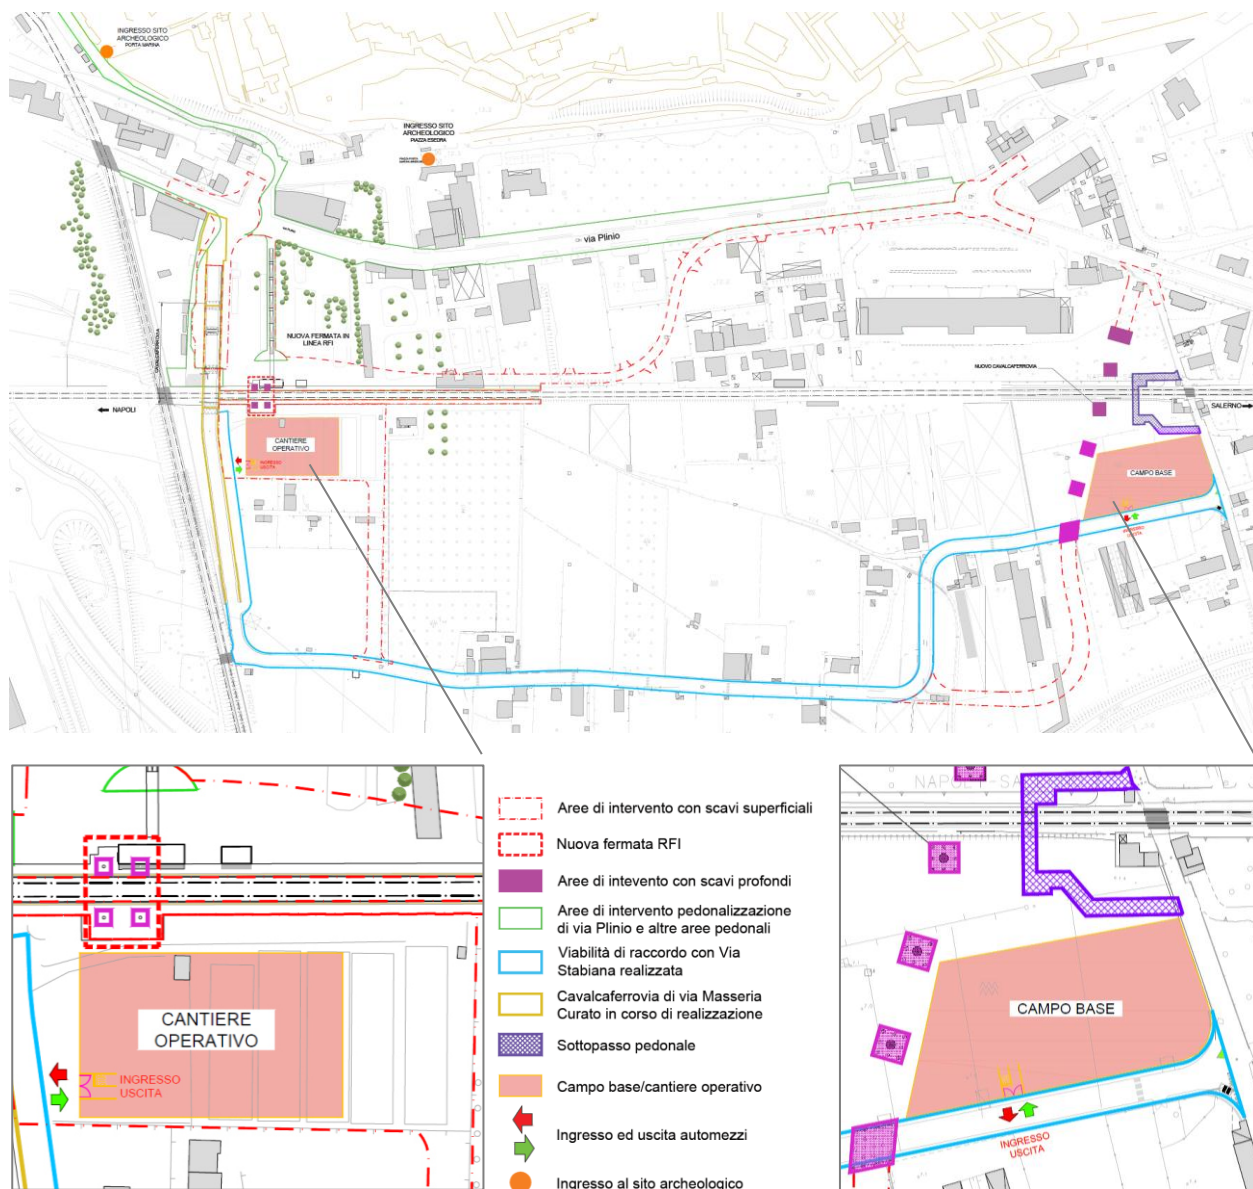 INGRESSO SITO
ARCHEOLOGICO
PORTA MARINA
INGRESSO SITO
ARCHEOLOGICO
PIAZZA ESEDRA
via Plinio
NUOVA FERMATA IN
LINEA RFI
CAVALCAFERROVIA
NUOVO CAVALCAFERROVIA
NAPOLI
SALERNO
CANTIERE
OPERATIVO
INGRESSO
USCITA
CAMPO BASE
INGRESSO
USCITA
CANTIERE
OPERATIVO
INGRESSO
USCITA
Aree di intervento con scavi superficiali
Nuova fermata RFI
Aree di intevento con scavi profondi
Aree di intervento pedonalizzazione
di via Plinio e altre aree pedonali
Viabilità di raccordo con Via
Stabiana realizzata
Cavalcaferrovia di via Masseria
Curato in corso di realizzazione
Sottopasso pedonale
Campo base/cantiere operativo
Ingresso ed uscita automezzi
Ingresso al sito archeologico
NAPOLI - SA
CAMPO BASE
INGRESSO
USCITA